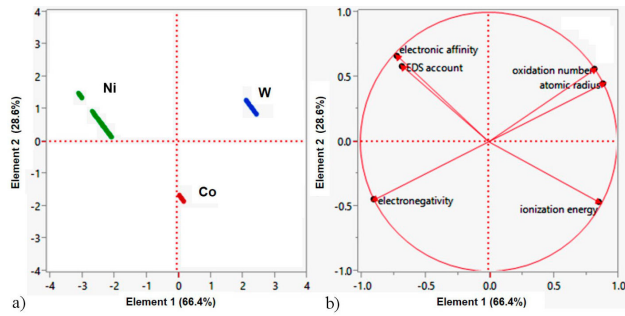 4
3
2
1
0
-1
-2
-3
-4
Element 2 (28.6%)
Ni
W
Co
-4 -3 -2 -1 0 1 2 3 4
Element 1 (66.4%)
a)
1.0
0.5
0.0
-0.5
-1.0
Element 2 (28.6%)
electronic affinity
EDS account
oxidation number
atomic radius
electronegativity
ionization energy
-1.0 -0.5 0.0 0.5 1.0
Element 1 (66.4%)
b)